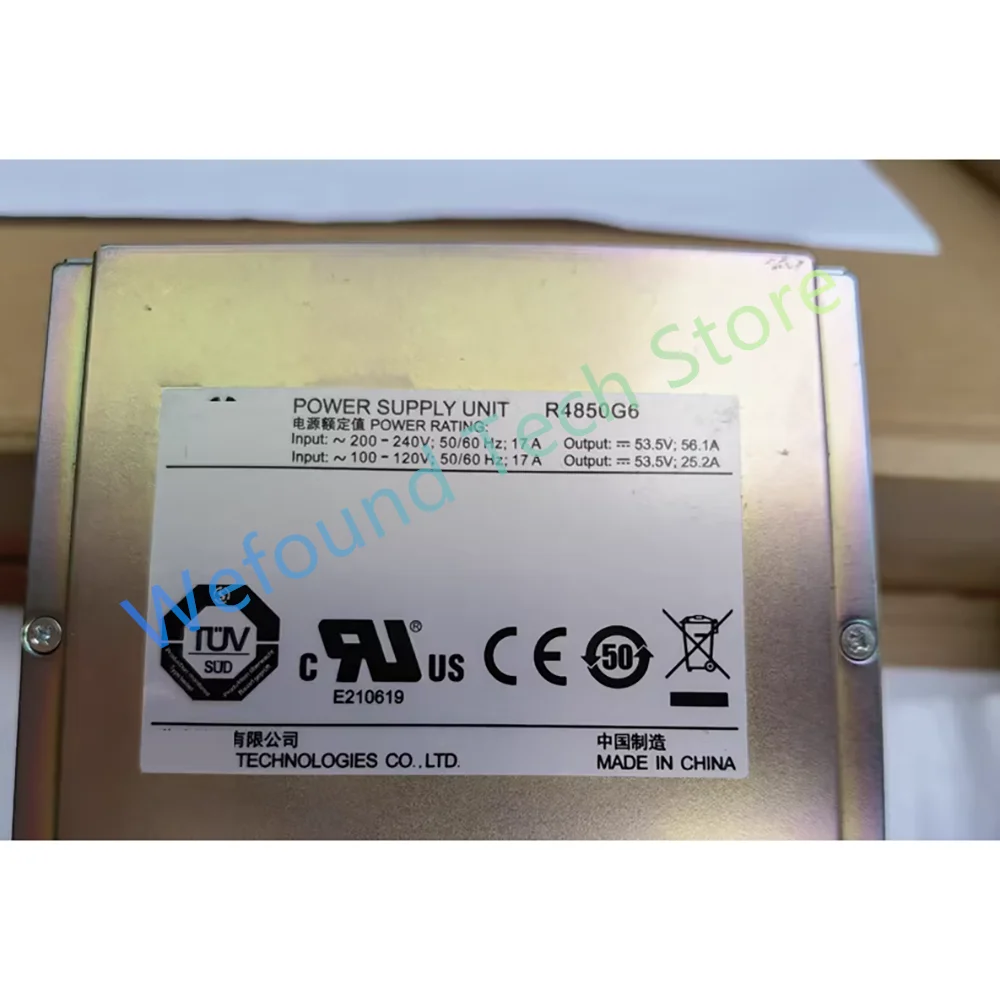 POWER SUPPLY UNIT R4850G6
电源额定值 POWER RATING:
Input: ~ 200-240V; 50/60 Hz; 17 A Output: ⎓ 53.5V; 56.1A
Input: ~ 100-120V; 50/60 Hz; 17 A Output: ⎓ 53.5V; 25.2A
Wefound Tech Store
TÜV
SÜD
C RU ® US
E210619
CE
50
有限公司
TECHNOLOGIES CO.,LTD.
中国制造
MADE IN CHINA